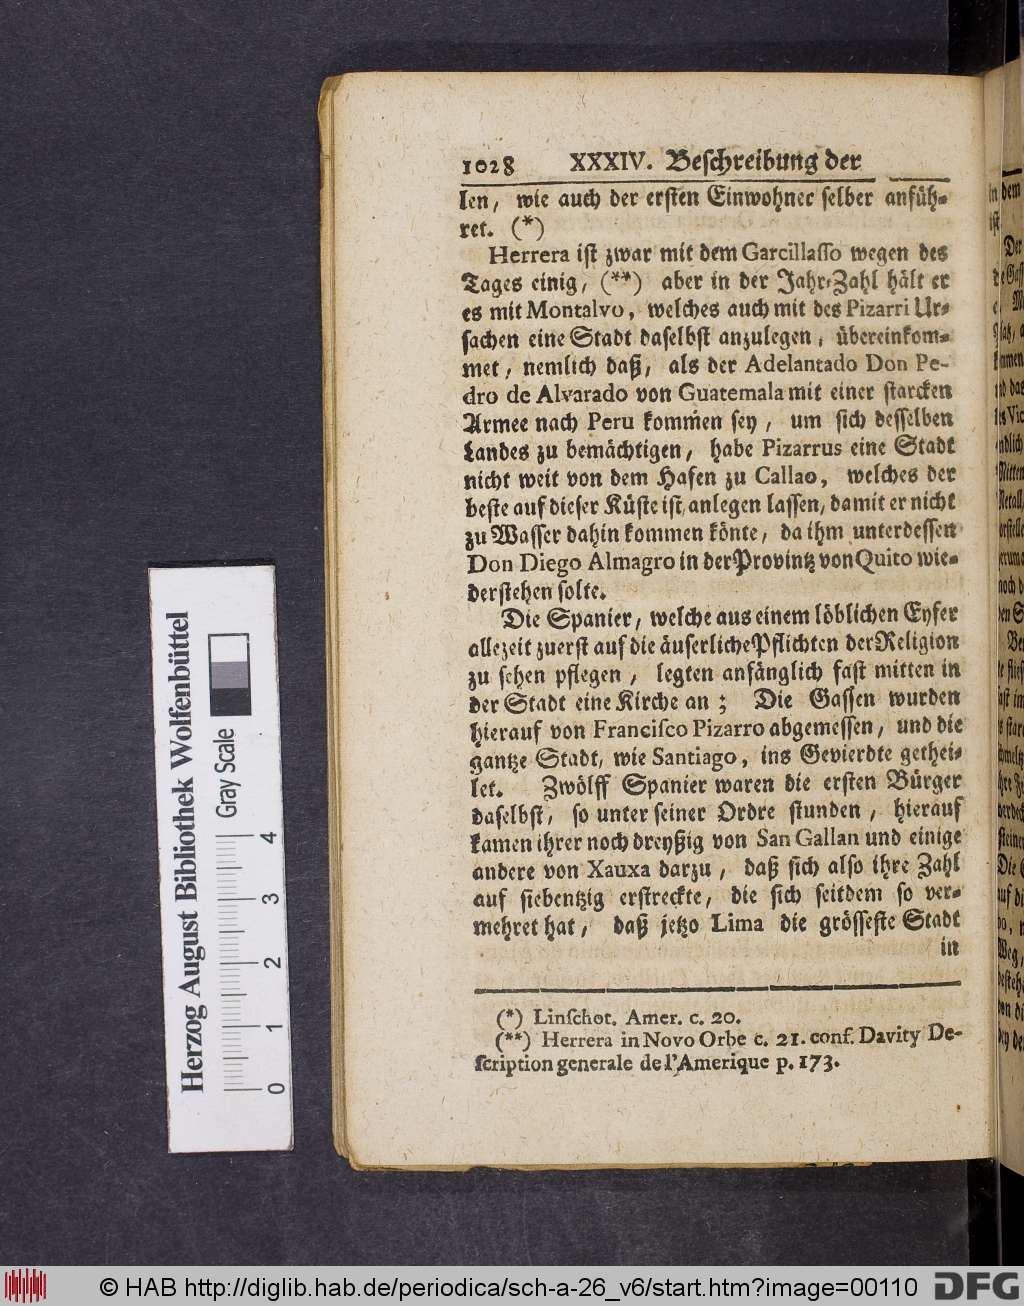 1028 XXXIV. Beſchreibung der
len, wie auch der erſten Einwohner ſelber anfüh-
ret. (*)
Herrera iſt zwar mit dem Garcillaſſo wegen des
Tages einig, (**) aber in der Jahr-Zahl hält er
es mit Montalvo, welches auch mit des Pizarri Ur-
ſachen eine Stadt daſelbſt anzulegen, übereinkom-
met, nemlich daß, als der Adelantado Don Pe-
dro de Alvarado von Guatemala mit einer ſtarcken
Armee nach Peru kom̃en ſey, um ſich deſſelben
Landes zu bemächtigen, habe Pizarrus eine Stadt
nicht weit von dem Hafen zu Callao, welches der
beſte auf dieſer Küſte iſt, anlegen laſſen, damit er nicht
zu Waſſer dahin kommen könte, da ihm unterdeſſen
Don Diego Almagro in der Provintz von Quito wie-
derſtehen ſolte.
Die Spanier, welche aus einem löblichen Eyfer
allezeit zuerſt auf die äuſerliche Pflichten der Religion
zu ſehen pflegen, legten anfänglich faſt mitten in
der Stadt eine Kirche an; Die Gaſſen wurden
hierauf von Franciſco Pizarro abgemeſſen, und die
gantze Stadt, wie Santiago, ins Gevierdte gethei-
let. Zwölff Spanier waren die erſten Bürger
daſelbſt, ſo unter ſeiner Ordre ſtunden, hierauf
kamen ihrer noch dreyßig von San Gallan und einige
andere von Xauxa darzu, daß ſich alſo ihre Zahl
auf ſiebentzig erſtreckte, die ſich ſeitdem ſo ver-
mehret hat, daß jetzo Lima die gröſſeſte Stadt
in
(*) Linſchot. Amer. c. 20.
(**) Herrera in Novo Orbe c. 21. conf. Davity De-
ſcription generale de l'Amerique p. 173.
Herzog August Bibliothek Wolfenbüttel
Gray Scale
0 1 2 3 4
© HAB http://diglib.hab.de/periodica/sch-a-26_v6/start.htm?image=00110
DFG